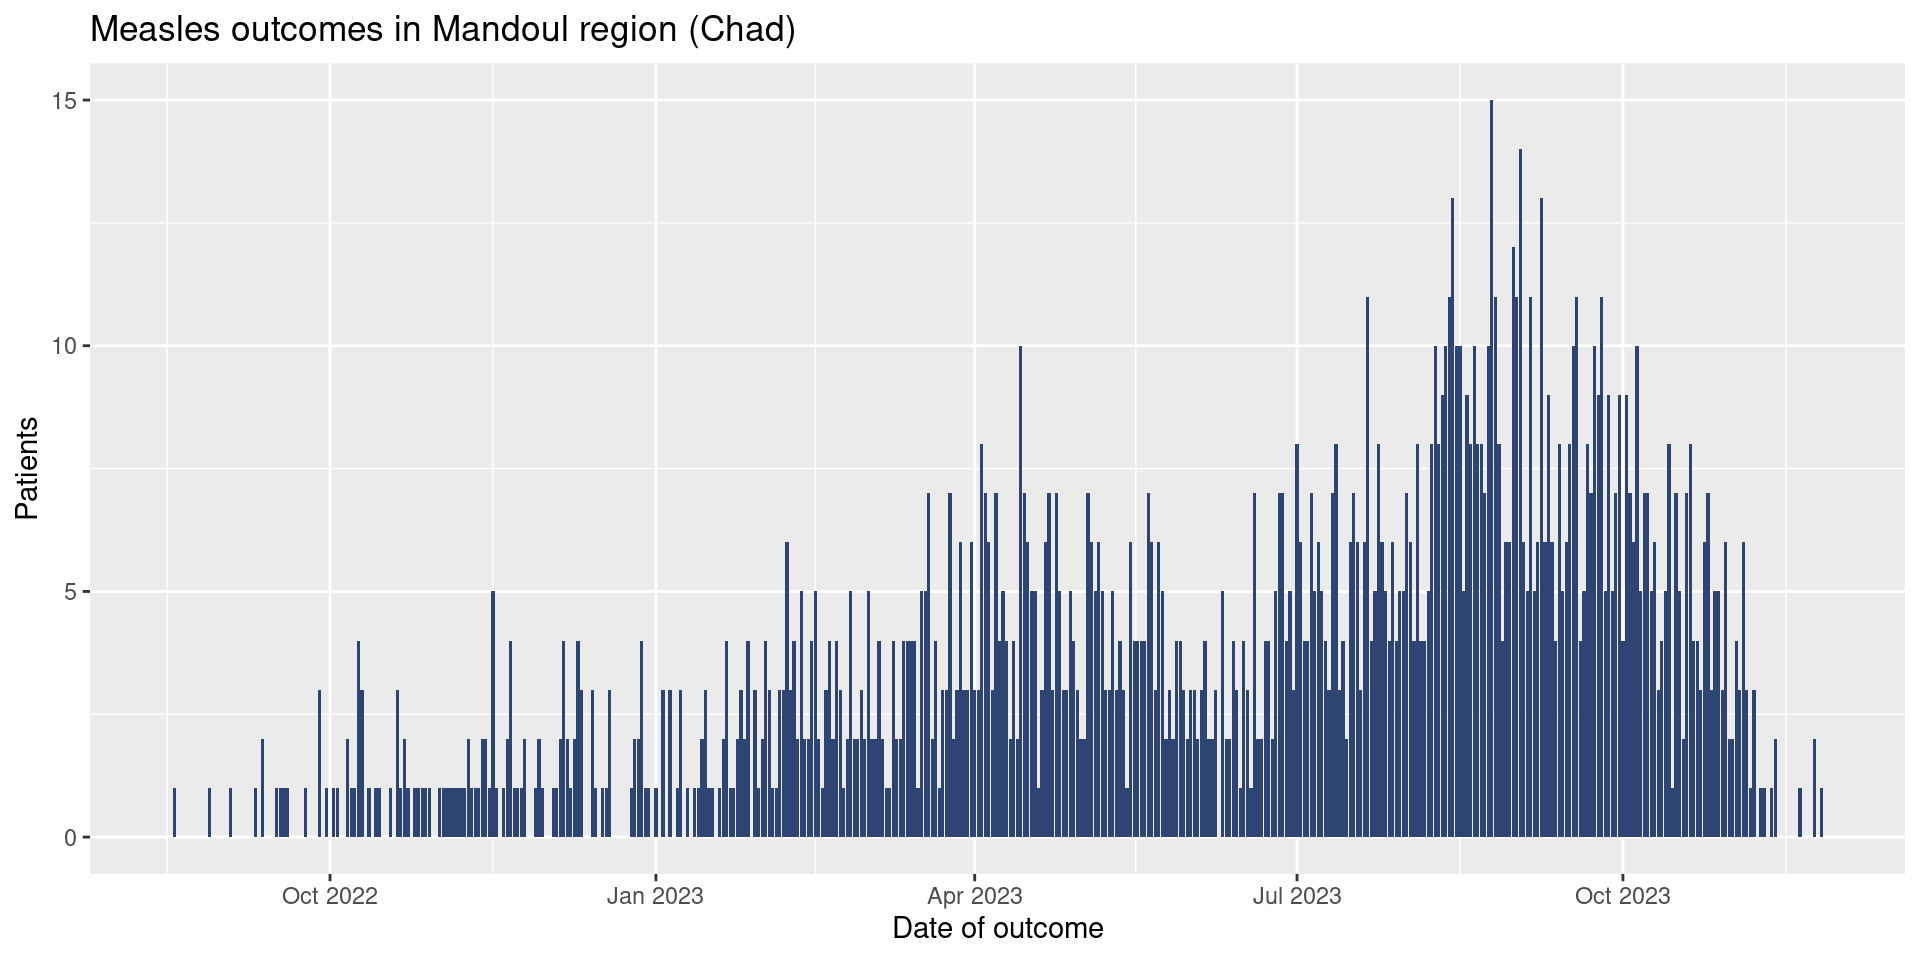 Measles outcomes in Mandoul region (Chad)
15
10
5
0
Patients
Oct 2022
Jan 2023
Apr 2023
Jul 2023
Oct 2023
Date of outcome